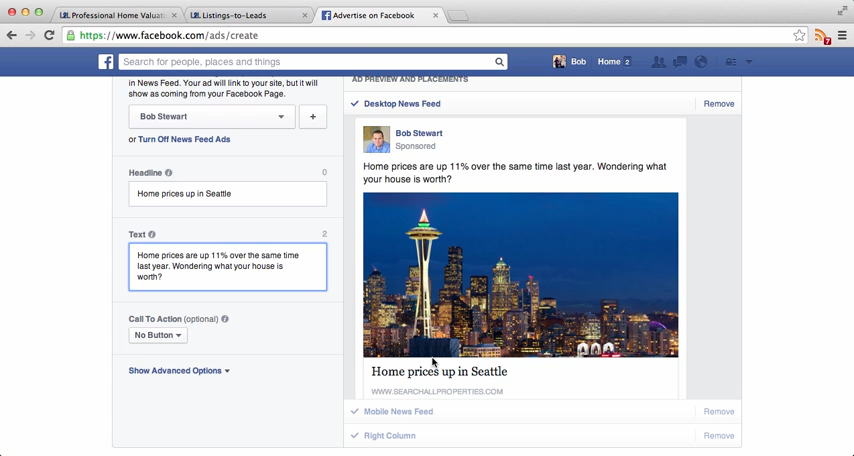 L2L Professional Home Valuat
L2L Listings-to-Leads
Advertise on Facebook
https://www.facebook.com/ads/create
7
Search for people, places and things
Bob
Home 2
in News Feed. Your ad will link to your site, but it will
show as coming from your Facebook Page.
Bob Stewart
+
or Turn Off News Feed Ads
Headline
0
Home prices up in Seattle
Text
2
Home prices are up 11% over the same time
last year. Wondering what your house is
worth?
Call To Action (optional)
No Button
Show Advanced Options
AD PREVIEW AND PLACEMENTS
Desktop News Feed
Remove
Bob Stewart
Sponsored
Home prices are up 11% over the same time last year. Wondering what
your house is worth?
Home prices up in Seattle
WWW.SEARCHALLPROPERTIES.COM
Mobile News Feed
Remove
Right Column
Remove